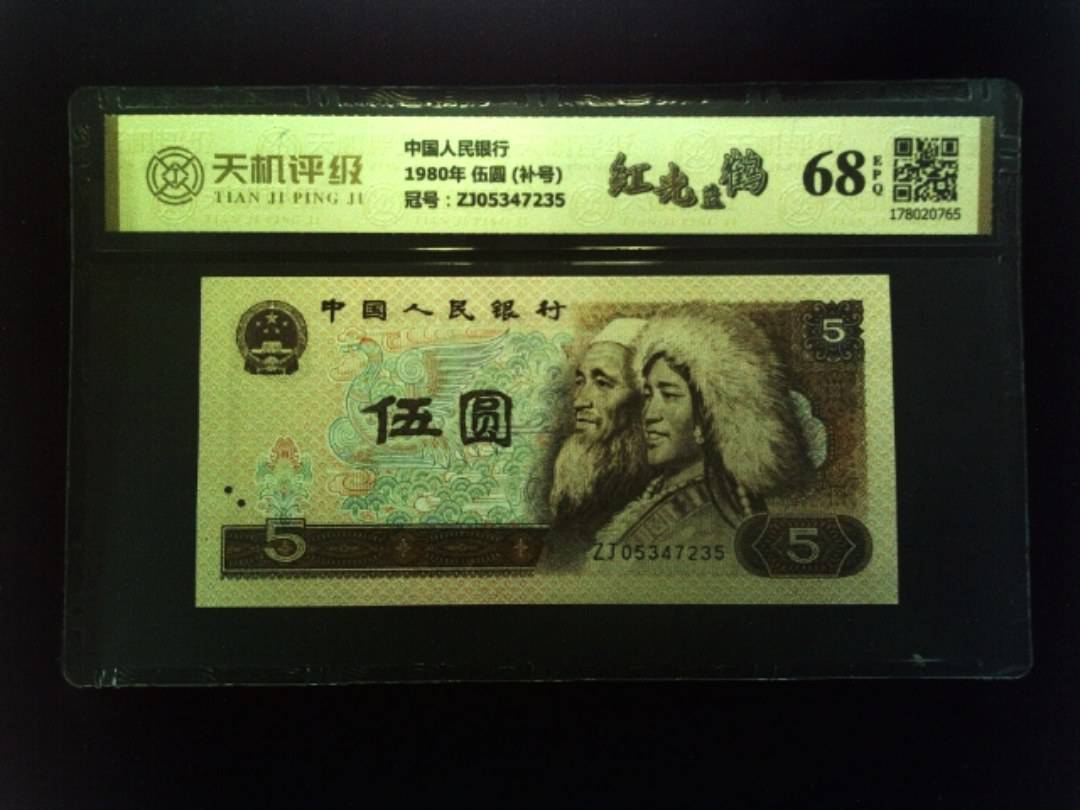 天机评级
TIAN JI PING JI
中国人民银行
1980年 伍圆 (补号)
冠号：ZJ05347235
红光蓝鹤
68
EPQ
178020765
中国人民银行
5
伍圆
5
ZJ05347235
5